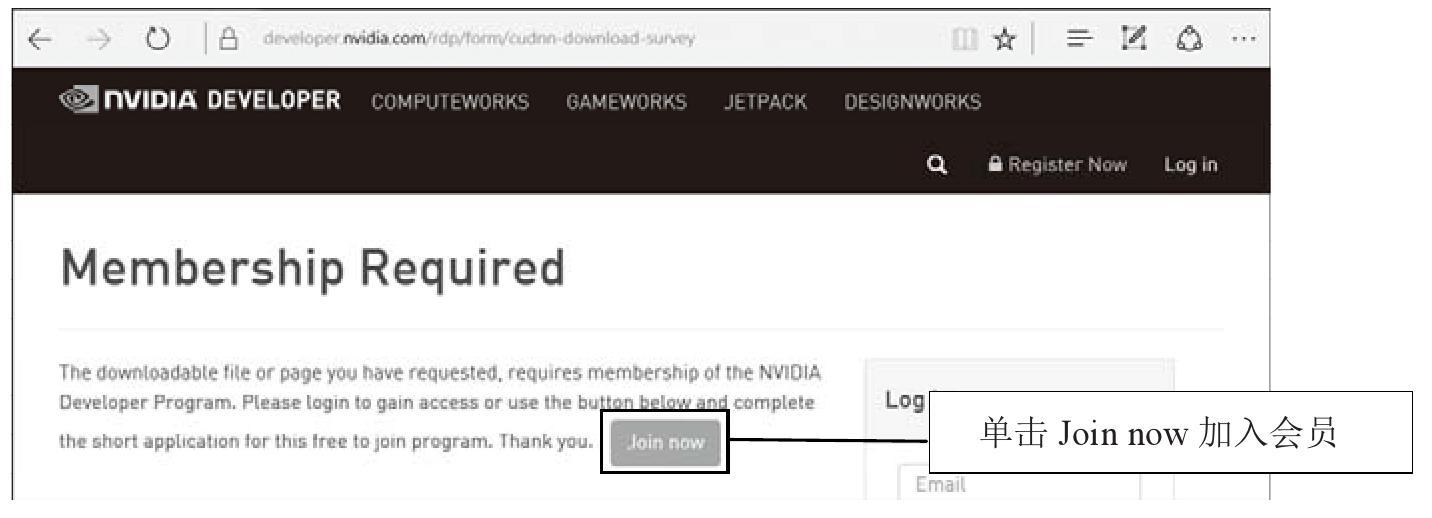 developer.nvidia.com/rdp/form/cudnn-download-survey
NVIDIA DEVELOPER COMPUTEWORKS GAMEWORKS JETPACK DESIGNWORKS
Register Now Log in
Membership Required
The downloadable file or page you have requested, requires membership of the NVIDIA
Developer Program. Please login to gain access or use the button below and complete
the short application for this free to join program. Thank you. Join now
Log
单击 Join now 加入会员
Email